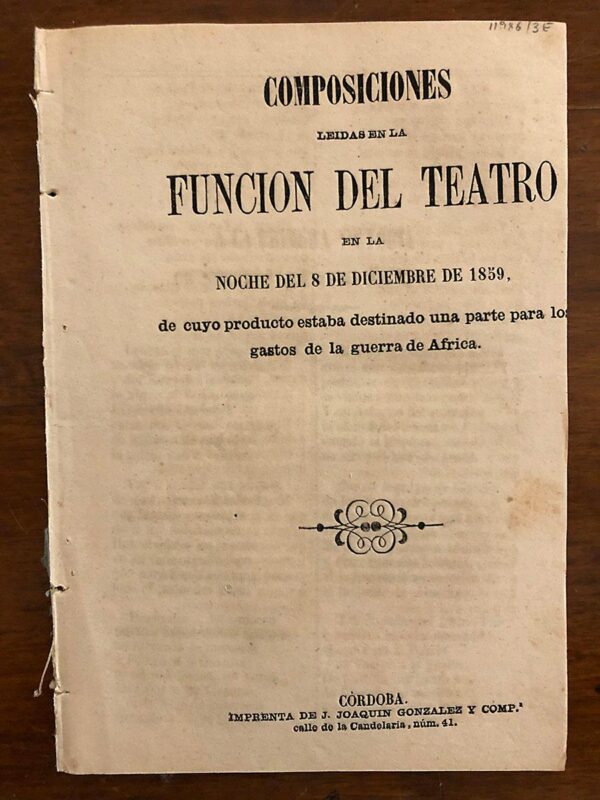 11986/3E
COMPOSICIONES
LEIDAS EN LA
FUNCION DEL TEATRO
EN LA
NOCHE DEL 8 DE DICIEMBRE DE 1859,
de cuyo producto estaba destinado una parte para los
gastos de la guerra de Africa.
CÓRDOBA.
IMPRENTA DE J. JOAQUIN GONZALEZ Y COMP.ª
calle de la Candelaria, núm. 41.